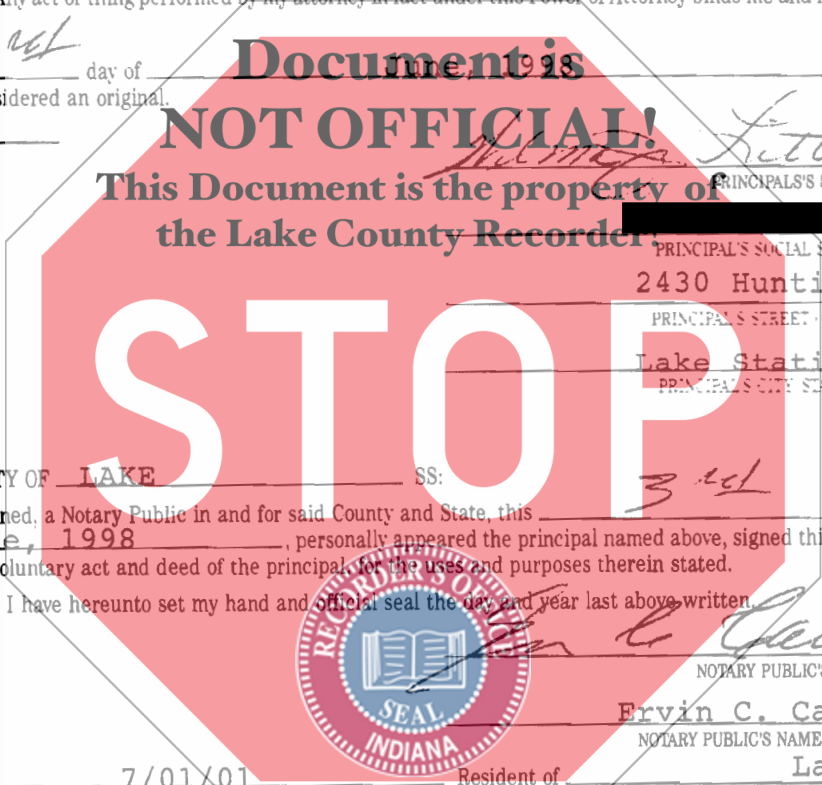 Any act or thing performed by my attorney in fact under this Power of Attorney binds me and
rd
day of June, 1998
sidered an original.
Document is
NOT OFFICIAL!
This Document is the property of
the Lake County Recorder!
PRINCIPALS'S
PRINCIPAL'S SOCIAL S
2430 Hunti
PRINCIPAL'S STREET
Lake Stati
PRINCIPAL'S CITY ST
STOP
TY OF LAKE SS: 3rd
ned, a Notary Public in and for said County and State, this
e, 1998, personally appeared the principal named above, signed thi
oluntary act and deed of the principal, for the uses and purposes therein stated.
I have hereunto set my hand and official seal the day and year last above written.
RECORDER'S OFFICE
SEAL
INDIANA
NOTARY PUBLIC'S
Ervin C. Ca
NOTARY PUBLIC'S NAME
7/01/01 Resident of La